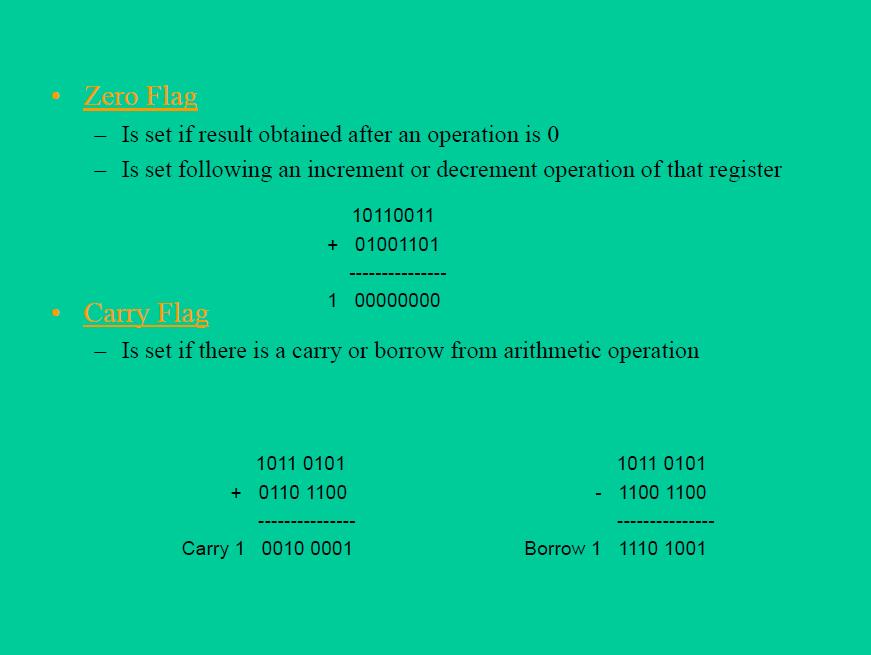 • Zero Flag
– Is set if result obtained after an operation is 0
– Is set following an increment or decrement operation of that register
10110011
+ 01001101
---------------
1 00000000
• Carry Flag
– Is set if there is a carry or borrow from arithmetic operation
1011 0101
+ 0110 1100
---------------
Carry 1 0010 0001
1011 0101
- 1100 1100
---------------
Borrow 1 1110 1001